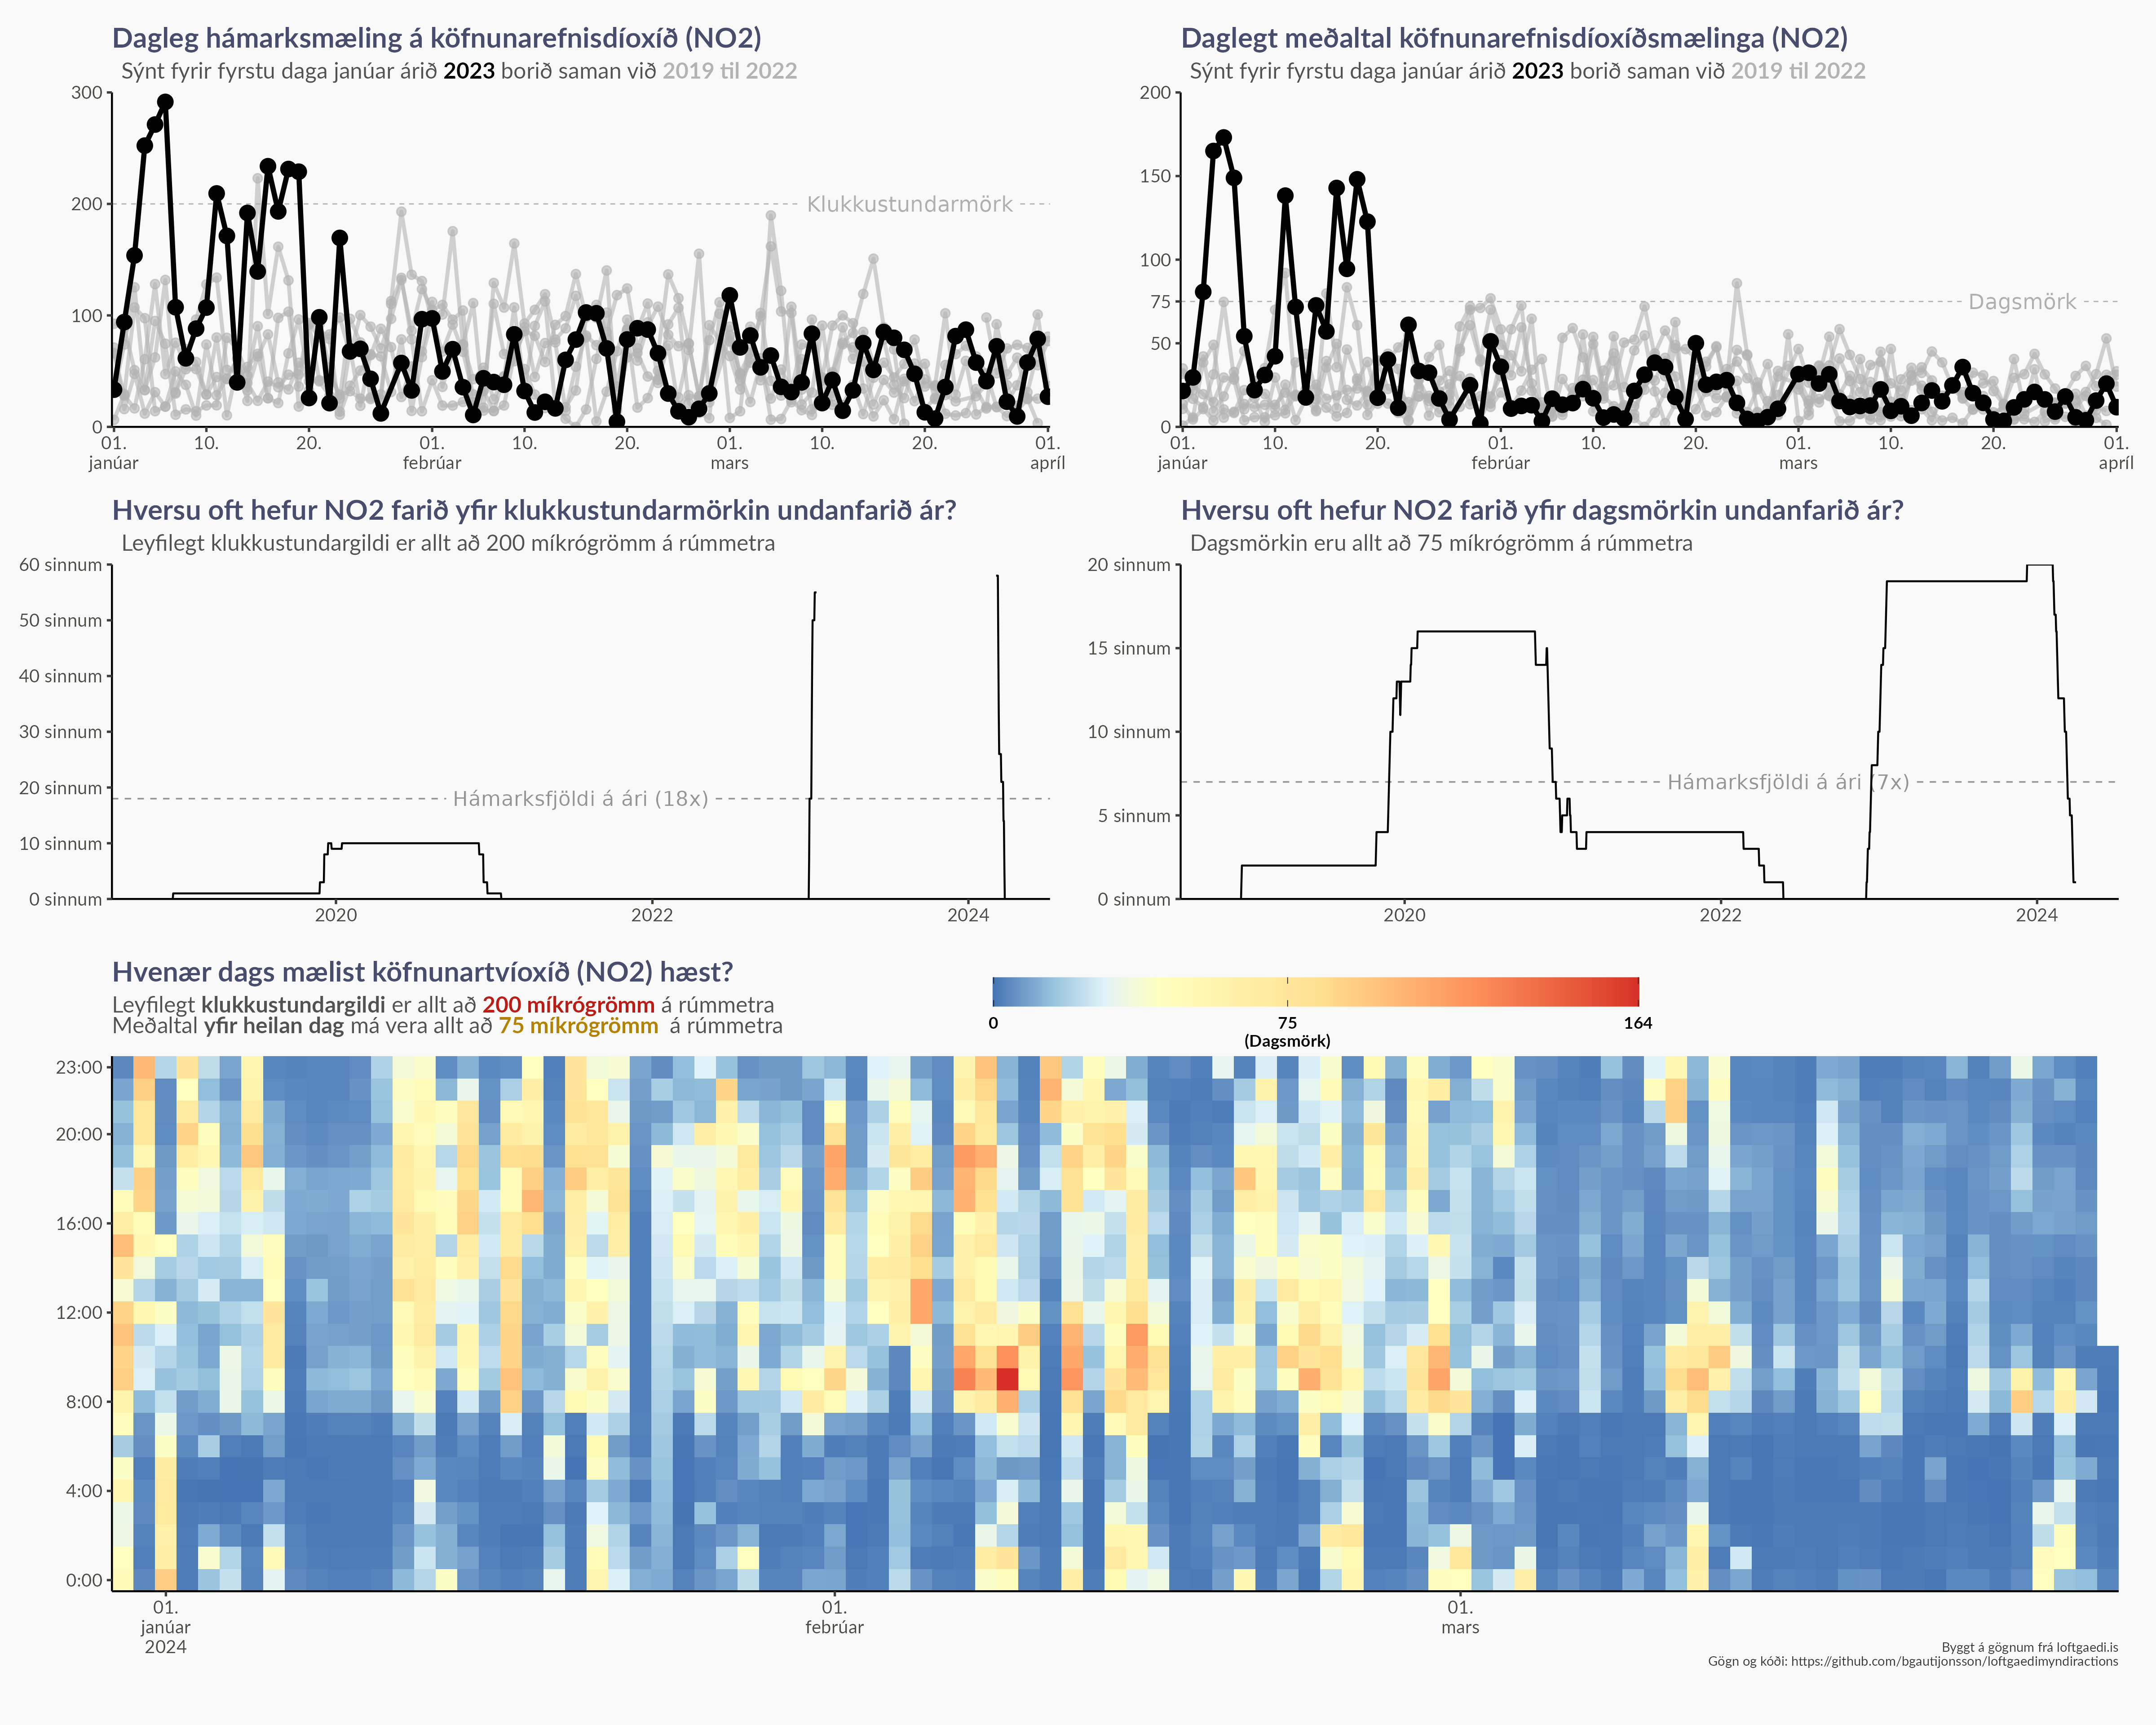 Dagleg hámarksmæling á köfnunarefnisdíoxíð (NO2)
Sýnt fyrir fyrstu daga janúar árið 2023 borið saman við 2019 til 2022
300
200
100
0
Klukkustundarmörk
01. 10. 20. 01. 10. 20. 01. 10. 20. 01.
janúar febrúar mars apríl
Daglegt meðaltal köfnunarefnisdíoxíðsmælinga (NO2)
Sýnt fyrir fyrstu daga janúar árið 2023 borið saman við 2019 til 2022
200
150
100
75
50
0
Dagsmörk
01. 10. 20. 01. 10. 20. 01. 10. 20. 01.
janúar febrúar mars apríl
Hversu oft hefur NO2 farið yfir klukkustundarmörkin undanfarið ár?
Leyfilegt klukkustundargildi er allt að 200 míkrógrömm á rúmmetra
60 sinnum
50 sinnum
40 sinnum
30 sinnum
20 sinnum
10 sinnum
0 sinnum
Hámarksfjöldi á ári (18x)
2020 2022 2024
Hversu oft hefur NO2 farið yfir dagsmörkin undanfarið ár?
Dagsmörkin eru allt að 75 míkrógrömm á rúmmetra
20 sinnum
15 sinnum
10 sinnum
5 sinnum
0 sinnum
Hámarksfjöldi á ári (7x)
2020 2022 2024
Hvenær dags mælist köfnunartvíoxíð (NO2) hæst?
Leyfilegt klukkustundargildi er allt að 200 míkrógrömm á rúmmetra
Meðaltal yfir heilan dag má vera allt að 75 míkrógrömm á rúmmetra
0 75 164
(Dagsmörk)
23:00
20:00
16:00
12:00
8:00
4:00
0:00
01. 01. 01.
janúar febrúar mars
2024
Byggt á gögnum frá loftgaedi.is
Gögn og kóði: https://github.com/bgautijonsson/loftgaedimyndiractions